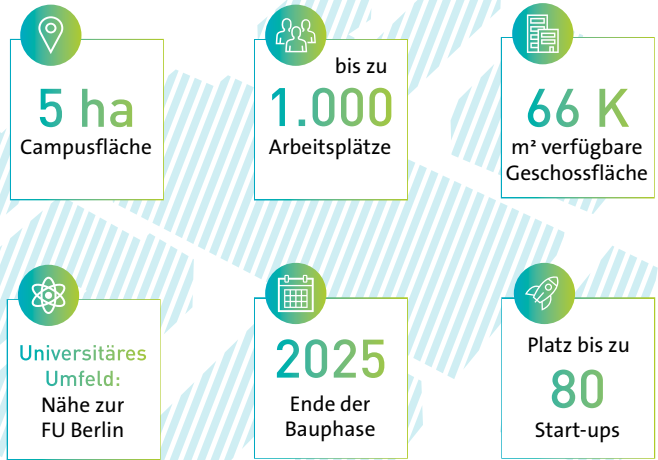 5 ha
Campusfläche
bis zu
1.000
Arbeitsplätze
66 K
m² verfügbare
Geschossfläche
Universitäres
Umfeld:
Nähe zur
FU Berlin
2025
Ende der
Bauphase
Platz bis zu
80
Start-ups